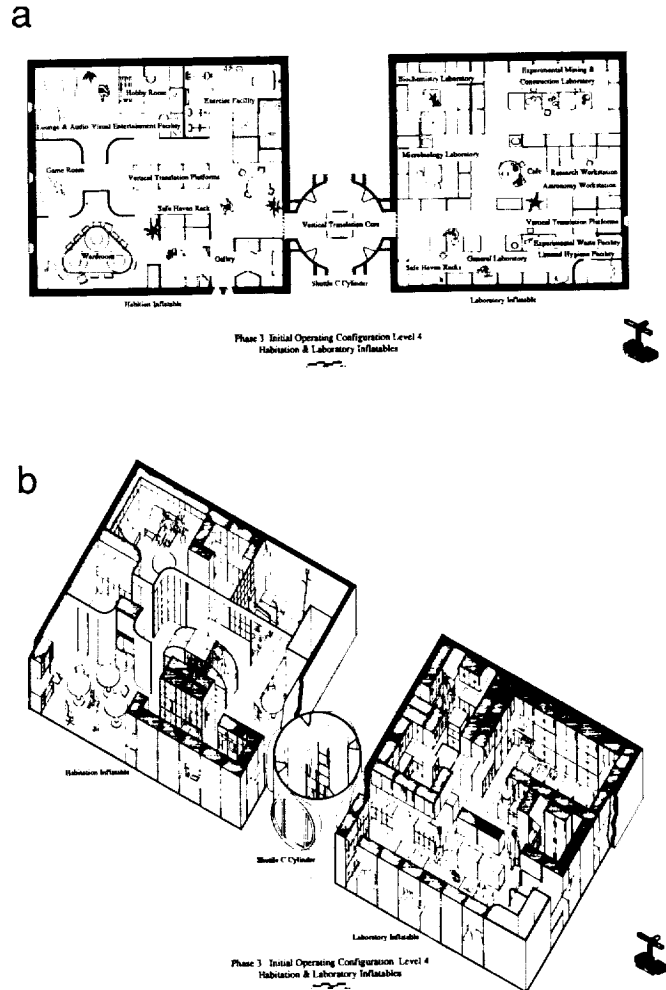 a
Hobby Room
Exercise Facility
Lounge & Audio Visual Entertainment Facility
Game Room
Vertical Translation Platforms
Safe Haven Rack
Wardroom
Galley
Habition Inflatable
Vertical Translation Core
Shuttle C Cylinder
Biochemistry Laboratory
Experimental Mining &
Construction Laboratory
Microbiology Laboratory
Cafe
Research Workstation
Astronomy Workstation
Vertical Translation Platforms
Experimental Waste Facility
Limited Hygiene Facility
General Laboratory
Safe Haven Racks
Laboratory Inflatable
Phase 3 Initial Operating Configuration Level 4
Habitation & Laboratory Inflatables
b
Habitation Inflatable
Shuttle C Cylinder
Laboratory Inflatable
Phase 3 Initial Operating Configuration Level 4
Habitation & Laboratory Inflatables